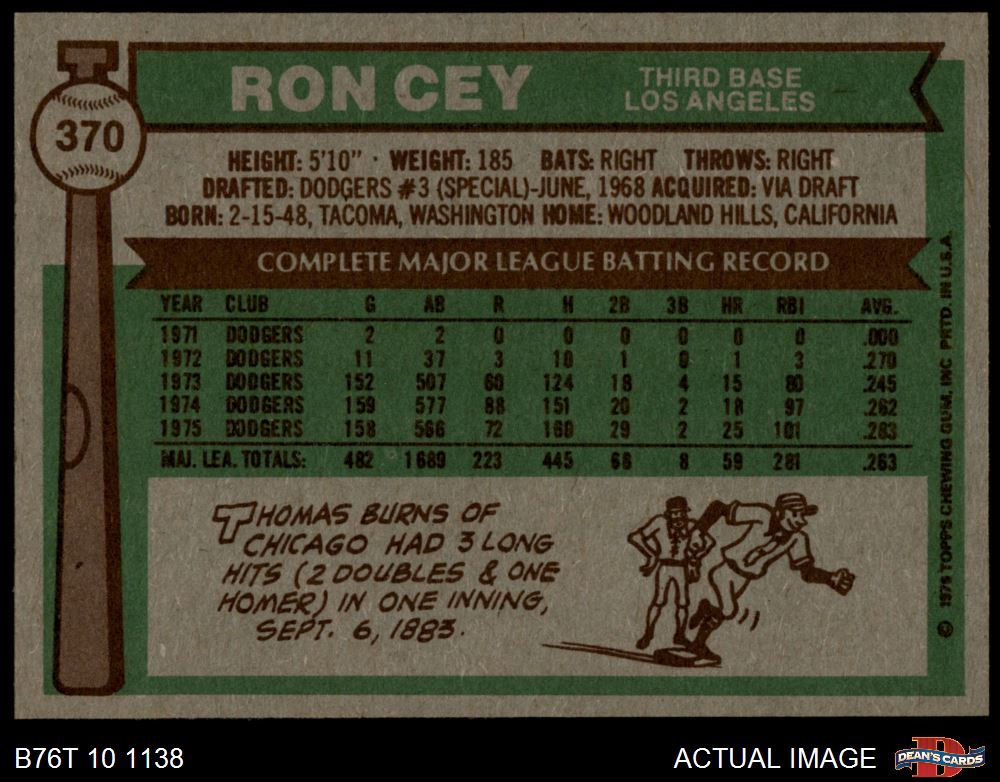 370
RON CEY
THIRD BASE
LOS ANGELES
HEIGHT: 5'10" · WEIGHT: 185 BATS: RIGHT THROWS: RIGHT
DRAFTED: DODGERS #3 (SPECIAL)-JUNE, 1968 ACQUIRED: VIA DRAFT
BORN: 2-15-48, TACOMA, WASHINGTON HOME: WOODLAND HILLS, CALIFORNIA
COMPLETE MAJOR LEAGUE BATTING RECORD
YEAR CLUB G AB R H 2B 3B HR RBI AVG.
1971 DODGERS 2 2 0 0 0 0 0 0 .000
1972 DODGERS 11 37 3 10 1 0 1 3 .270
1973 DODGERS 152 507 60 124 18 4 15 80 .245
1974 DODGERS 159 577 88 151 20 2 18 97 .262
1975 DODGERS 158 566 72 160 29 2 25 101 .283
MAJ. LEA. TOTALS: 482 1689 223 445 68 8 59 281 .263
THOMAS BURNS OF
CHICAGO HAD 3 LONG
HITS (2 DOUBLES & ONE
HOMER) IN ONE INNING,
SEPT. 6, 1883.
© 1976 TOPPS CHEWING GUM, INC PRTD. IN U.S.A.
B76T 10 1138
ACTUAL IMAGE
D
DEAN'S CARDS